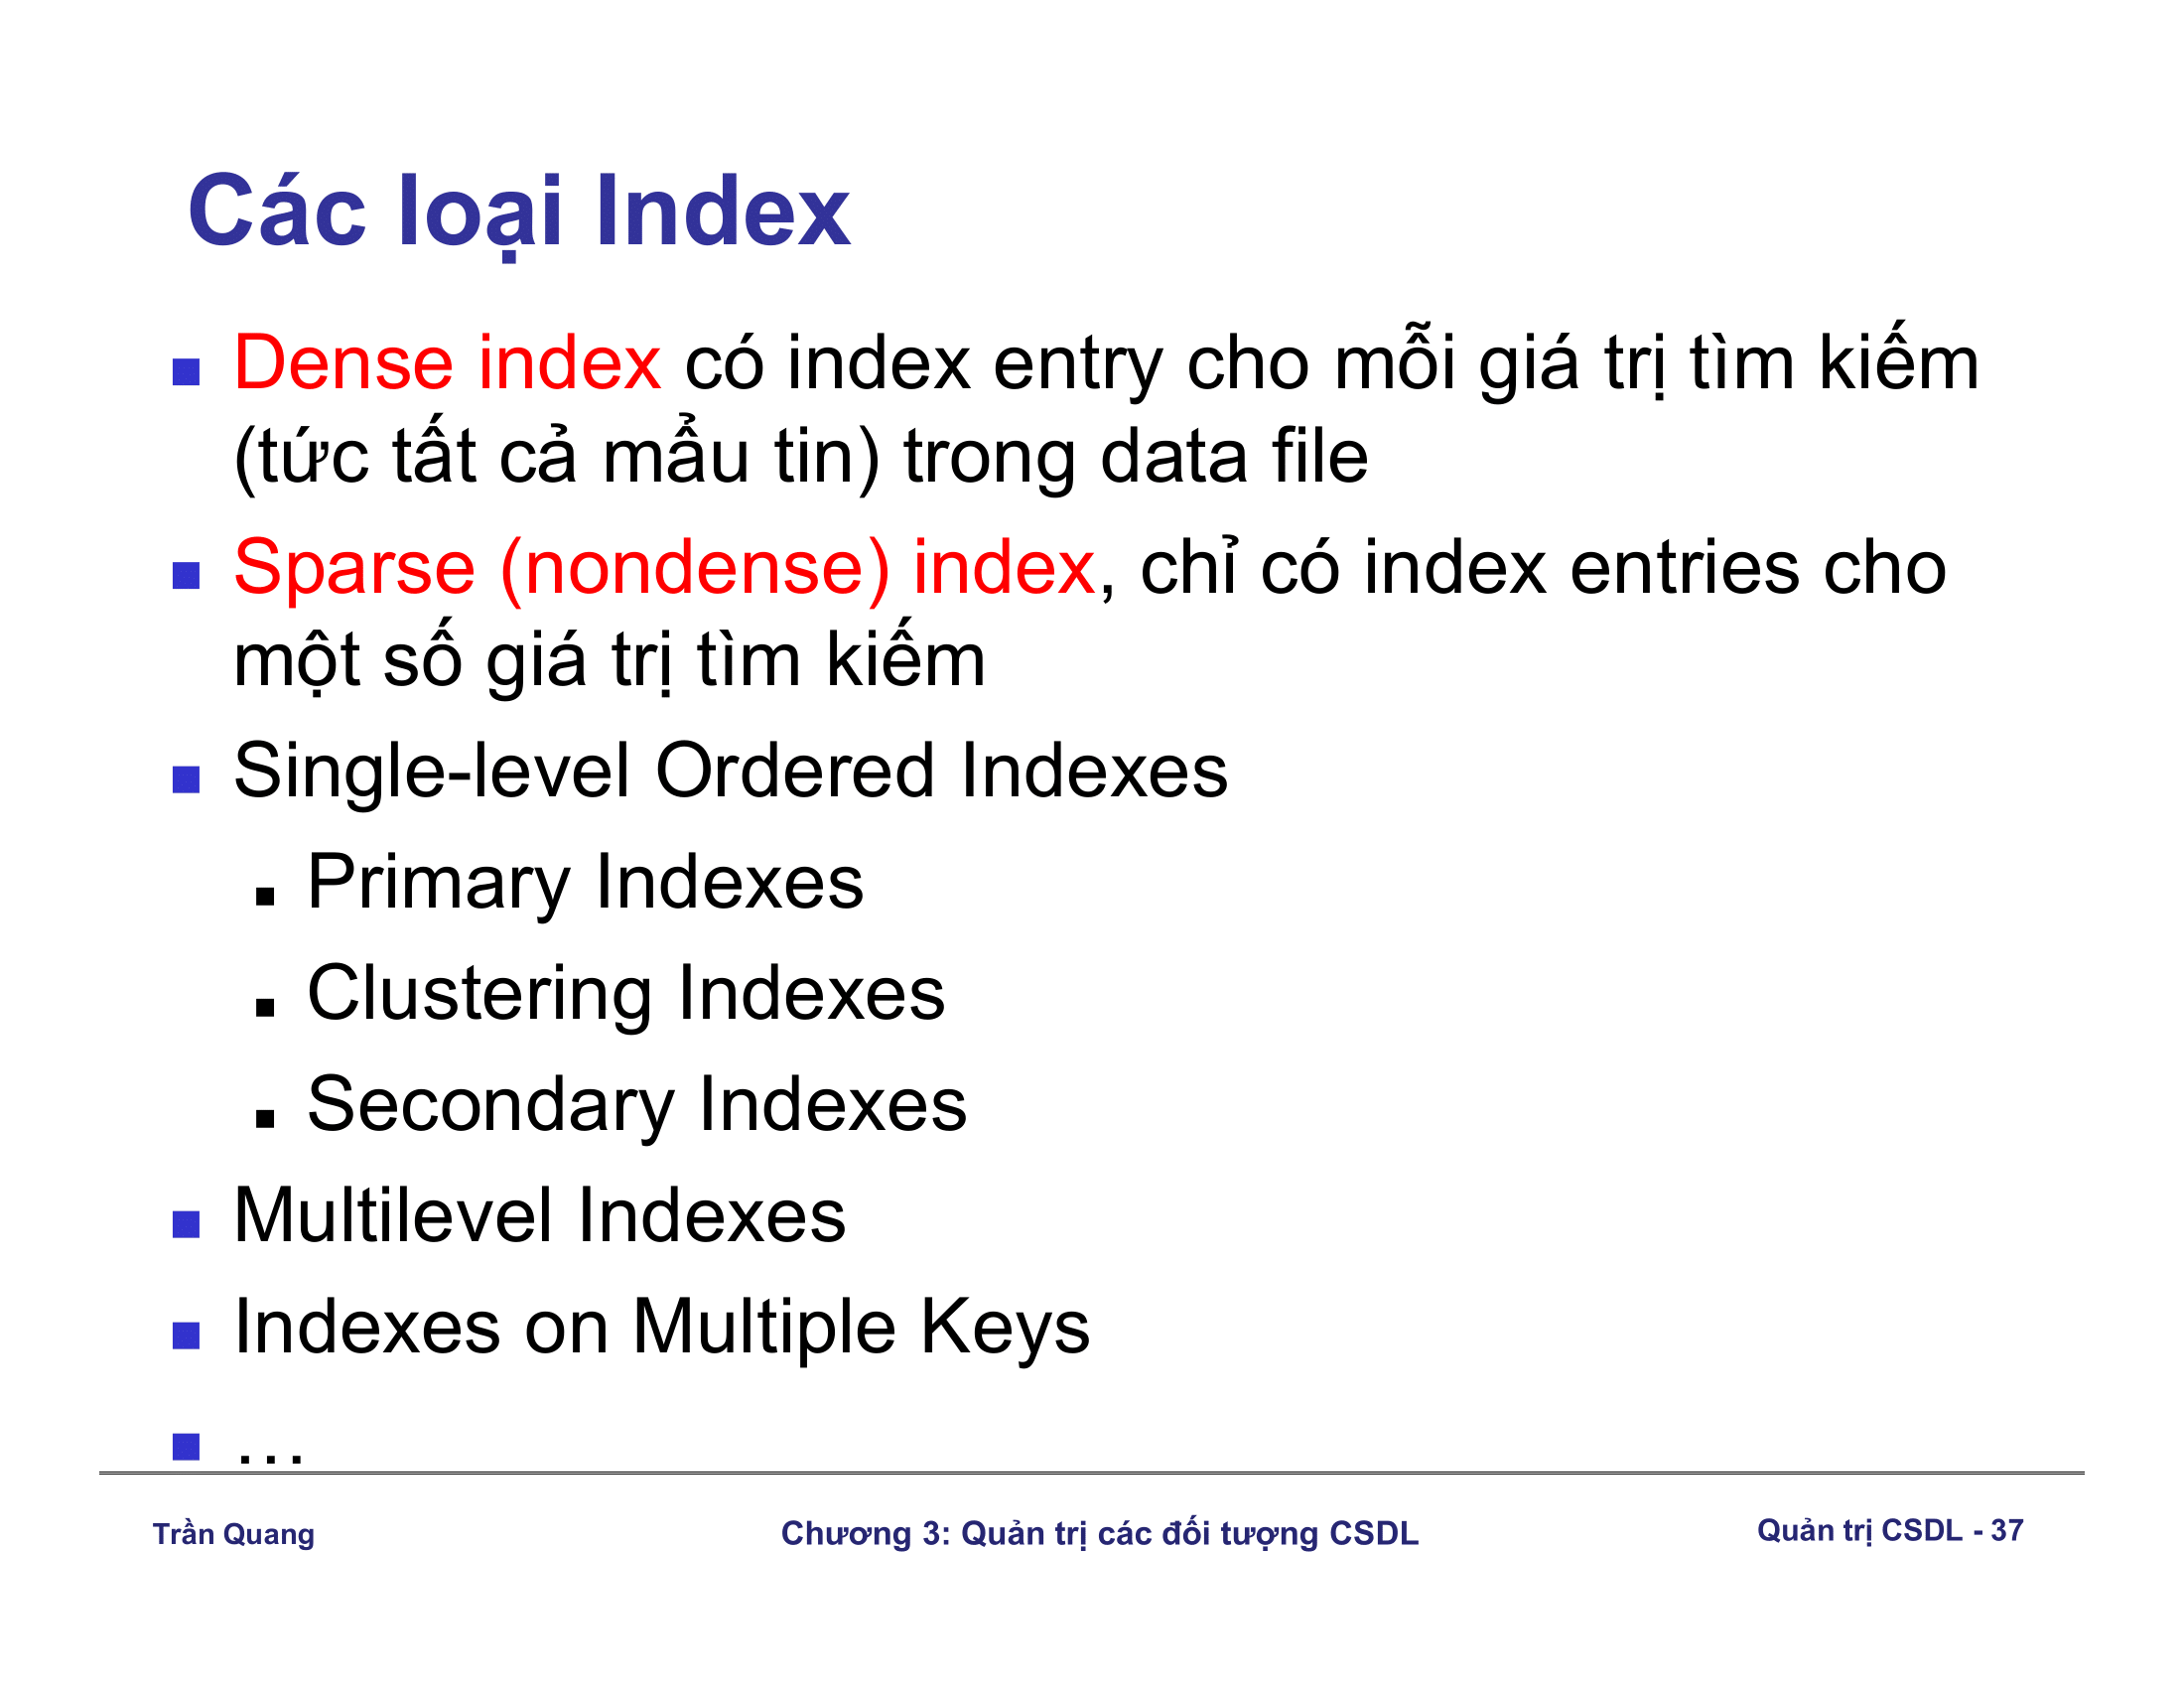 Các loại Index
Dense index có index entry cho mỗi giá trị tìm kiếm
(tức tất cả mẩu tin) trong data file
Sparse (nondense) index, chỉ có index entries cho
một số giá trị tìm kiếm
Single-level Ordered Indexes
Primary Indexes
Clustering Indexes
Secondary Indexes
Multilevel Indexes
Indexes on Multiple Keys
…
Trần Quang
Chương 3: Quản trị các đối tượng CSDL
Quản trị CSDL - 37